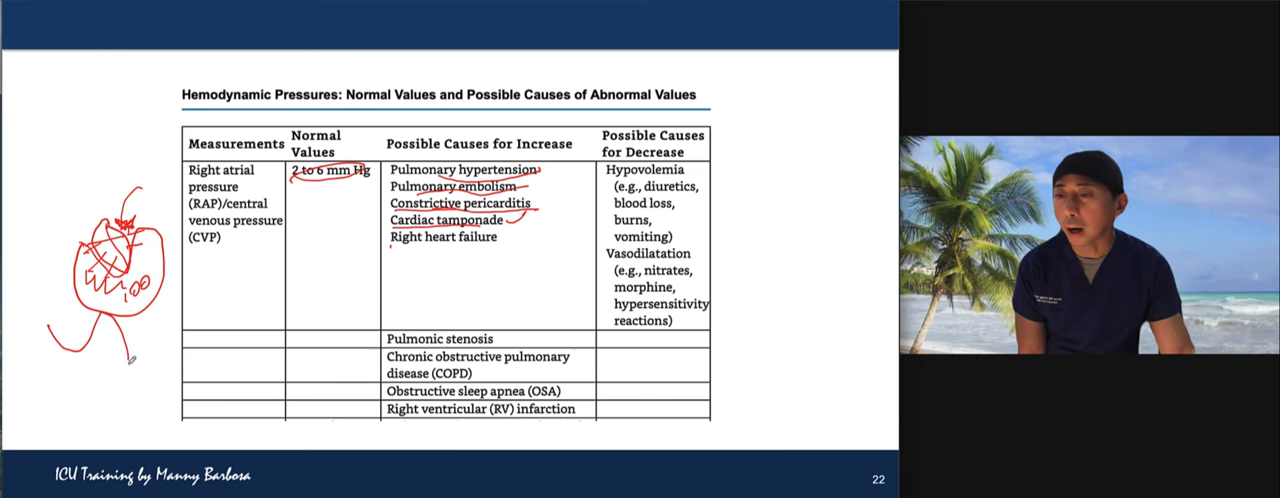 Hemodynamic Pressures: Normal Values and Possible Causes of Abnormal Values
Measurements
Normal
Values
Possible Causes for Increase
Possible Causes
for Decrease
Right atrial
pressure
(RAP)/central
venous pressure
(CVP)
2 to 6 mm Hg
Pulmonary hypertension
Pulmonary embolism
Constrictive pericarditis
Cardiac tamponade
Right heart failure
Hypovolemia
(e.g., diuretics,
blood loss,
burns,
vomiting)
Vasodilatation
(e.g., nitrates,
morphine,
hypersensitivity
reactions)
Pulmonic stenosis
Chronic obstructive pulmonary
disease (COPD)
Obstructive sleep apnea (OSA)
Right ventricular (RV) infarction
ICU Training by Manny Barbosa
22